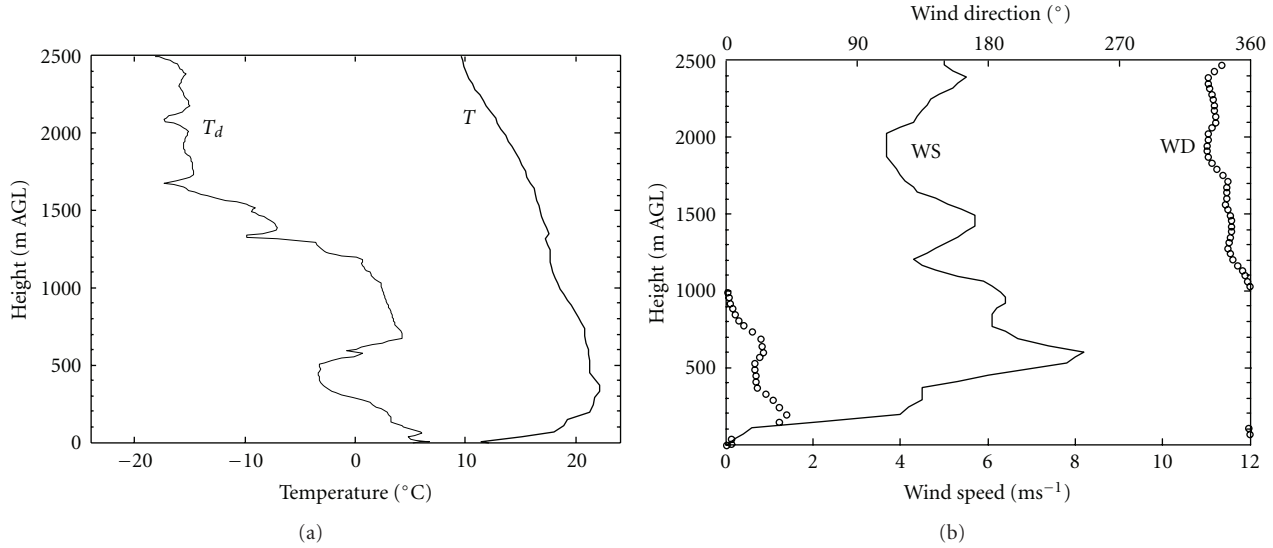 2500
2000
1500
1000
500
0
Height (m AGL)
T_d
T
−20
−10
0
10
20
Temperature (°C)
(a)
Wind direction (°)
0
90
180
270
360
2500
2000
1500
1000
500
0
Height (m AGL)
WS
WD
0
2
4
6
8
10
12
Wind speed (ms⁻¹)
(b)